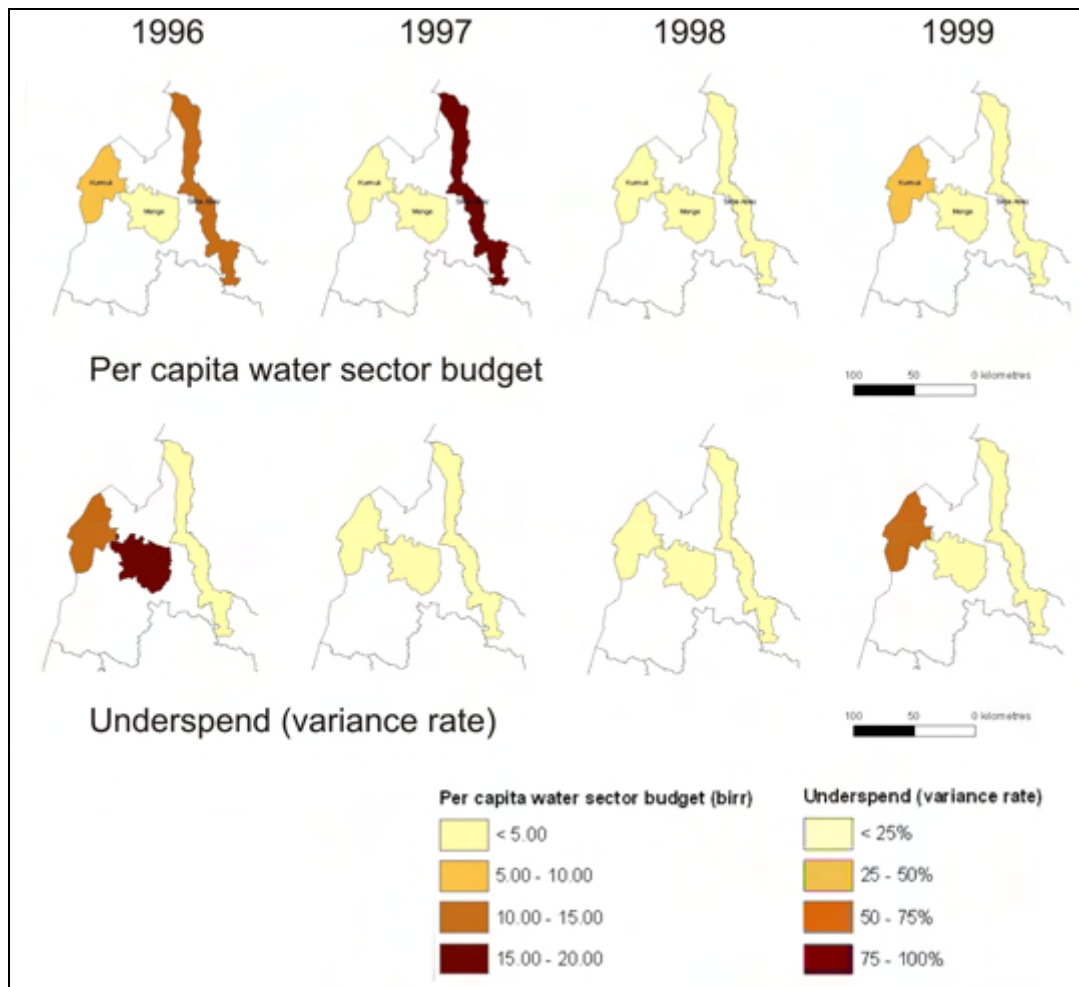 1996 1997 1998 1999
Kurmuk Menge Sirba Abay
Kurmuk Menge Sirba Abay
Kurmuk Menge Sirba Abay
Kurmuk Menge Sirba Abay
Per capita water sector budget
100 50 0 kilometres
Underspend (variance rate)
100 50 0 kilometres
Per capita water sector budget (birr)
< 5.00
5.00 - 10.00
10.00 - 15.00
15.00 - 20.00
Underspend (variance rate)
< 25%
25 - 50%
50 - 75%
75 - 100%